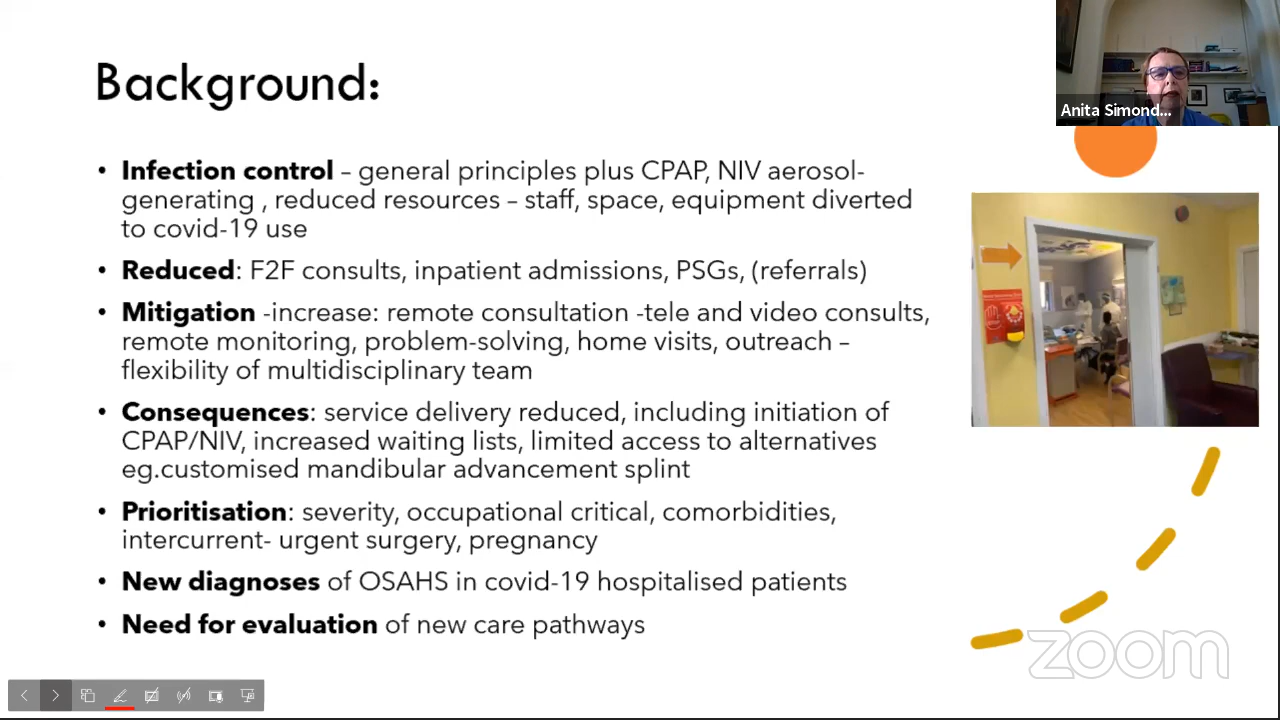 Background:
Anita Simond...
• Infection control – general principles plus CPAP, NIV aerosol-
generating , reduced resources – staff, space, equipment diverted
to covid-19 use
• Reduced: F2F consults, inpatient admissions, PSGs, (referrals)
• Mitigation -increase: remote consultation -tele and video consults,
remote monitoring, problem-solving, home visits, outreach –
flexibility of multidisciplinary team
• Consequences: service delivery reduced, including initiation of
CPAP/NIV, increased waiting lists, limited access to alternatives
eg.customised mandibular advancement splint
• Prioritisation: severity, occupational critical, comorbidities,
intercurrent- urgent surgery, pregnancy
• New diagnoses of OSAHS in covid-19 hospitalised patients
• Need for evaluation of new care pathways
zoom